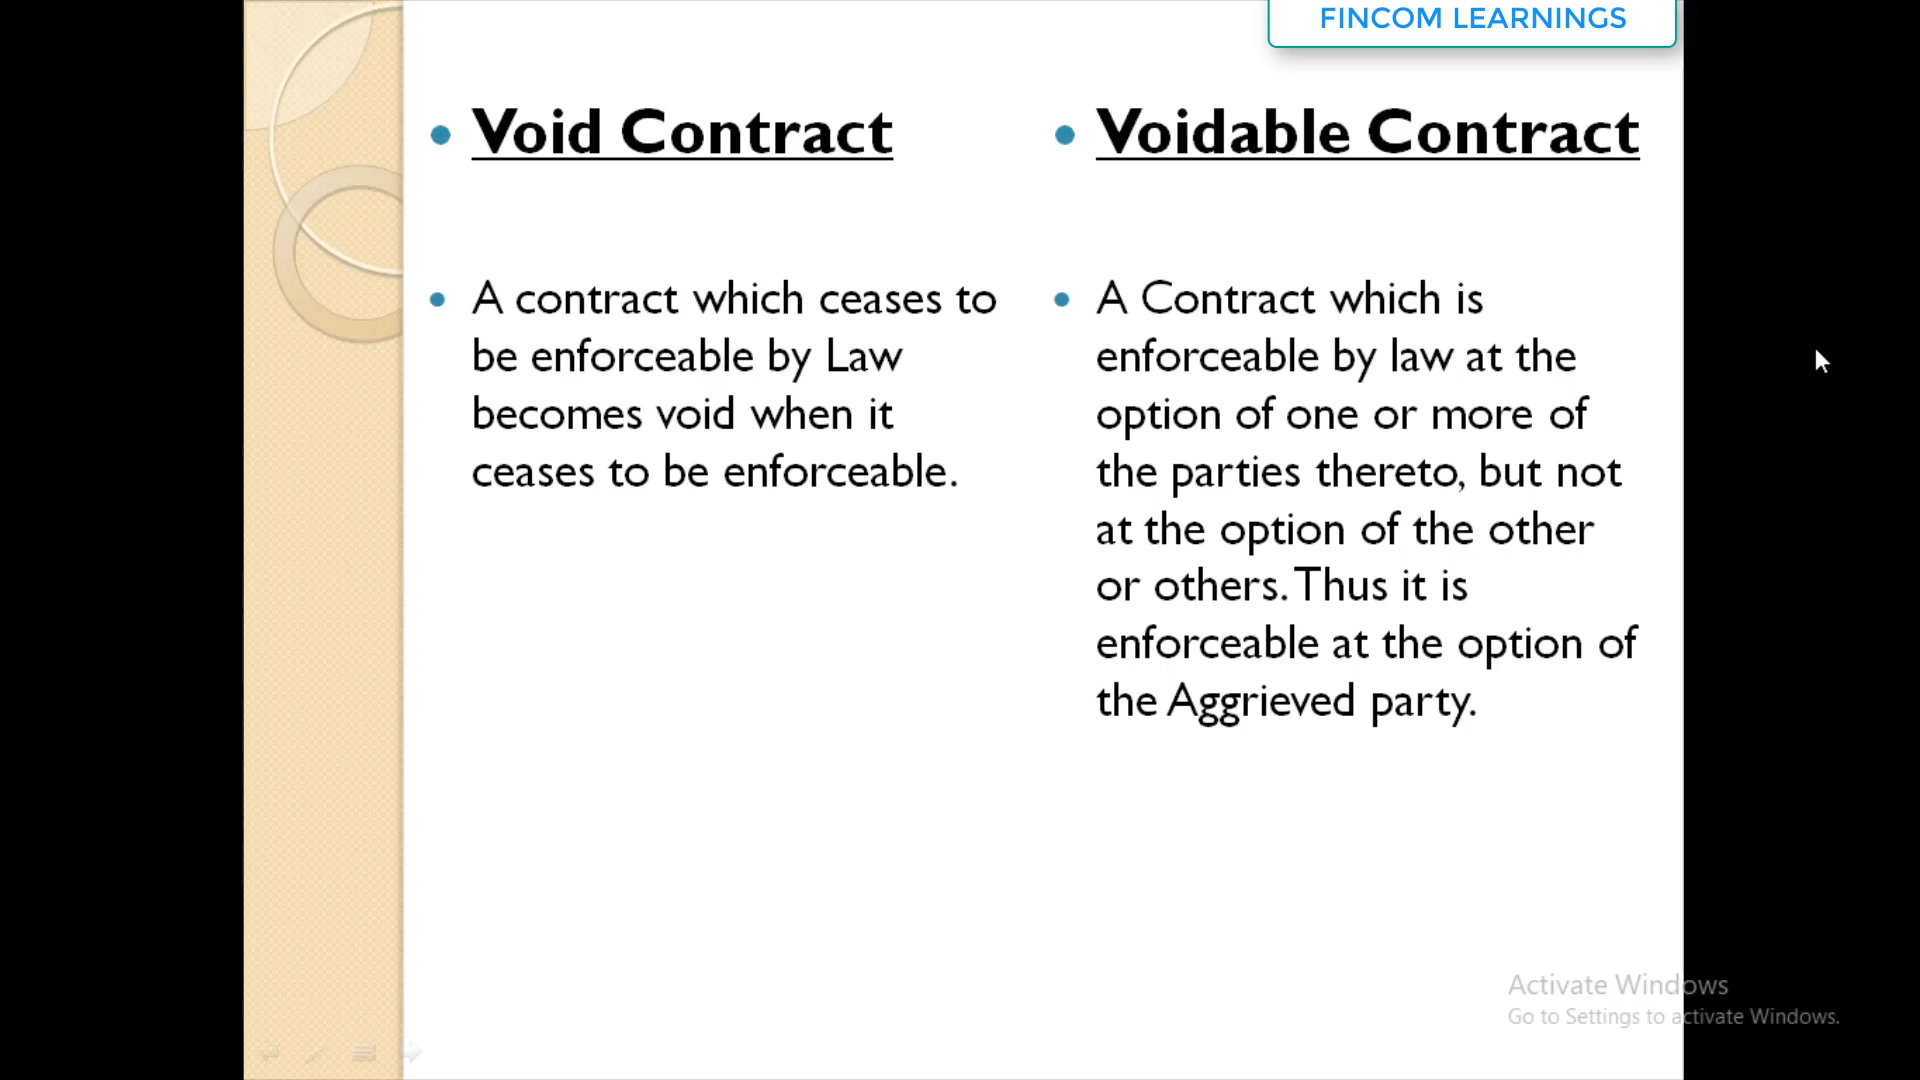 FINCOM LEARNINGS
Void Contract
A contract which ceases to
be enforceable by Law
becomes void when it
ceases to be enforceable.
Voidable Contract
A Contract which is
enforceable by law at the
option of one or more of
the parties thereto, but not
at the option of the other
or others. Thus it is
enforceable at the option of
the Aggrieved party.
Activate Windows
Go to Settings to activate Windows.